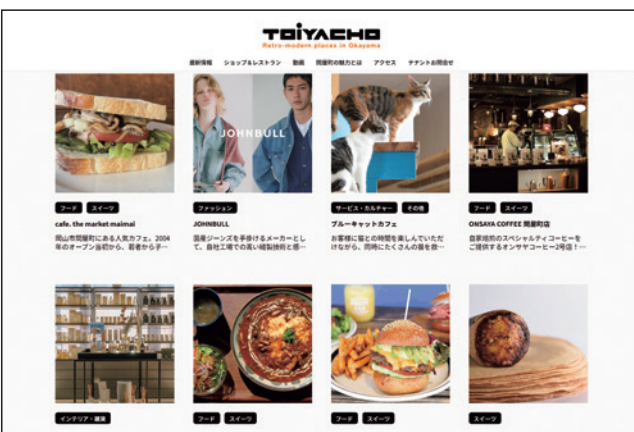 TOiYACHO
Retro-modern places in Okayama
最新情報 ショップ&レストラン 動画 問屋町の魅力とは アクセス テナントお問合せ
JOHNBULL
フード スイーツ
cafe. the market maimai
岡山市問屋町にある人気カフェ。2004
年のオープン当初から、若者から子…
ファッション
JOHNBULL
国産ジーンズを手掛けるメーカーとし
て。自社工場での高い縫製技術と感…
サービス・カルチャー その他
ブルーキャットカフェ
お客様に猫との時間を楽しんでいただ
けながら、同時にたくさんの猫を救…
フード スイーツ
ONSAYA COFFEE 問屋町店
自家焙煎のスペシャルティコーヒーを
ご提供するオンサヤコーヒー2号店！…
インテリア・雑貨
フード スイーツ
フード スイーツ
スイーツ